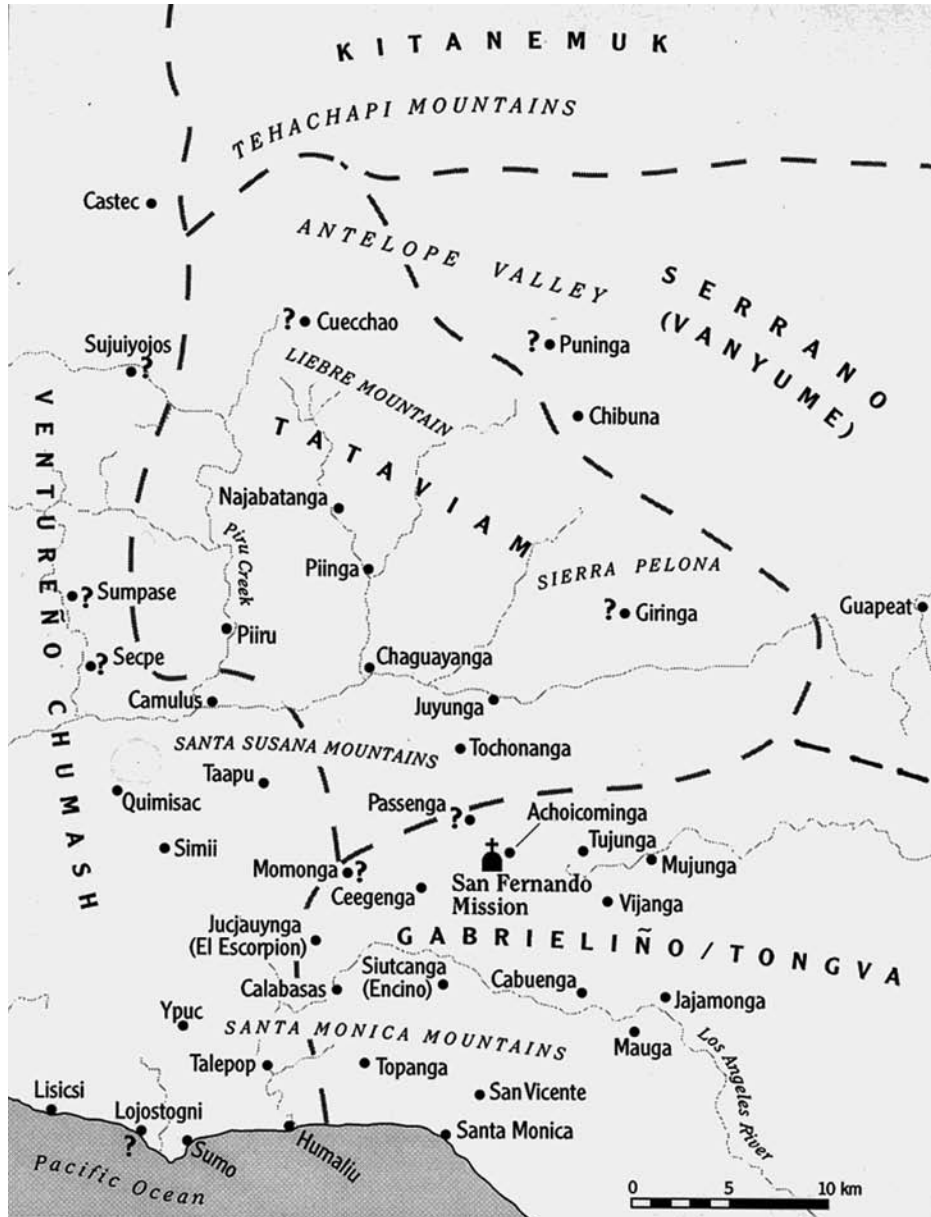 KITANEMUK
TEHACHAPI MOUNTAINS
Castec
ANTELOPE VALLEY
SERRANO
(VANYUME)
? Cuecchao
? Puninga
Sujuiyojos
?
LIEBRE MOUNTAIN
Chibuna
VENTUREÑO CHUMASH
TATAVIAM
Najabatanga
Piru Creek
Piinga
SIERRA PELONA
? Sumpase
? Giringa
Guapeat
Piiru
? Secpe
Chaguayanga
Camulus
Juyunga
SANTA SUSANA MOUNTAINS
Tochonanga
Taapu
Quimisac
Passenga
?
Achoicominga
Simii
Tujunga
Mujunga
Momonga
?
Ceegenga
San Fernando
Mission
Vijanga
Jucjauynga
(El Escorpion)
GABRIELIÑO/TONGVA
Siutcanga
(Encino)
Calabasas
Cabuenga
Jajamonga
Ypuc
SANTA MONICA MOUNTAINS
Mauga
Los Angeles River
Talepop
Topanga
San Vicente
Lisicsi
Lojostogni
?
Sumo
Humaliu
Santa Monica
Pacific Ocean
0 5 10 km